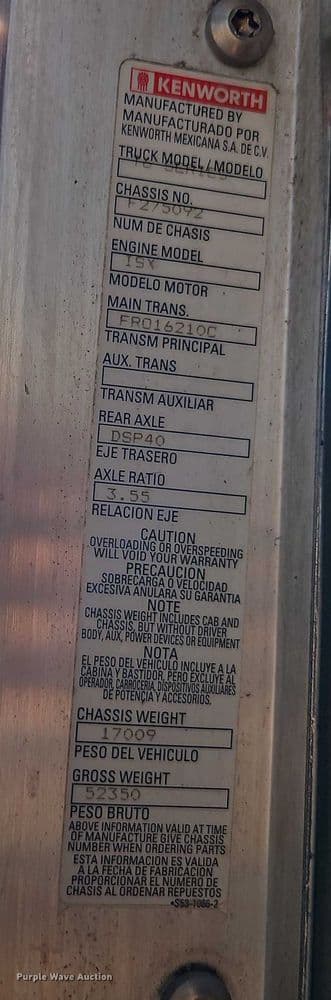 KENWORTH
MANUFACTURED BY
MANUFACTURADO POR
KENWORTH MEXICANA S.A. DE C.V.
TRUCK MODEL/MODELO
T6 SERIES
CHASSIS NO.
F275092
NUM DE CHASIS
ENGINE MODEL
ISX
MODELO MOTOR
MAIN TRANS.
FRO16210C
TRANSM PRINCIPAL
AUX. TRANS
TRANSM AUXILIAR
REAR AXLE
DSP40
EJE TRASERO
AXLE RATIO
3.55
RELACION EJE
CAUTION
OVERLOADING OR OVERSPEEDING
WILL VOID YOUR WARRANTY
PRECAUCION
SOBRECARGA O VELOCIDAD
EXCESIVA ANULARA SU GARANTIA
NOTE
CHASSIS WEIGHT INCLUDES CAB AND
CHASSIS, BUT WITHOUT DRIVER
BODY, AUX, POWER DEVICES OR EQUIPMENT
NOTA
EL PESO DEL VEHICULO INCLUYE A LA
CABINA Y BASTIDOR, PERO EXCLUYE AL
OPERADOR, CARROCERIA, DISPOSITIVOS AUXILIARES
DE POTENCIA Y ACCESORIOS.
CHASSIS WEIGHT
17009
PESO DEL VEHICULO
GROSS WEIGHT
52350
PESO BRUTO
ABOVE INFORMATION VALID AT TIME
OF MANUFACTURE GIVE CHASSIS
NUMBER WHEN ORDERING PARTS
ESTA INFORMACION ES VALIDA
A LA FECHA DE FABRICACION
PROPORCIONAR EL NUMERO DE
CHASIS AL ORDENAR REPUESTOS
•S53-1066-2
Purple Wave Auction